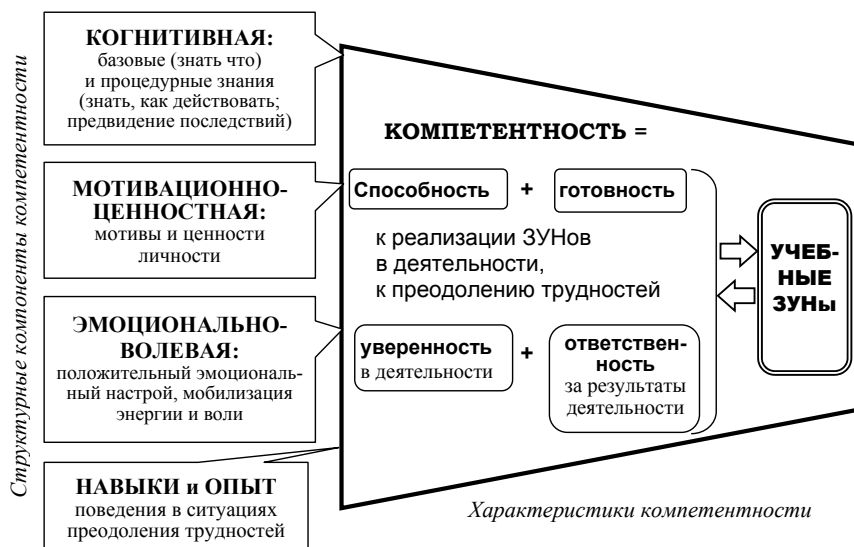 Структурные компоненты компетентности
КОГНИТИВНАЯ:
базовые (знать что)
и процедурные знания
(знать, как действовать;
предвидение последствий)
МОТИВАЦИОННО-
ЦЕННОСТНАЯ:
мотивы и ценности
личности
ЭМОЦИОНАЛЬНО-
ВОЛЕВАЯ:
положительный эмоциональ-
ный настрой, мобилизация
энергии и воли
НАВЫКИ и ОПЫТ
поведения в ситуациях
преодоления трудностей
КОМПЕТЕНТНОСТЬ =
Способность + готовность
к реализации ЗУНов
в деятельности,
к преодолению трудностей
уверенность
в деятельности
+
ответствен-
ность
за результаты
деятельности
УЧЕБ-
НЫЕ
ЗУНы
Характеристики компетентности